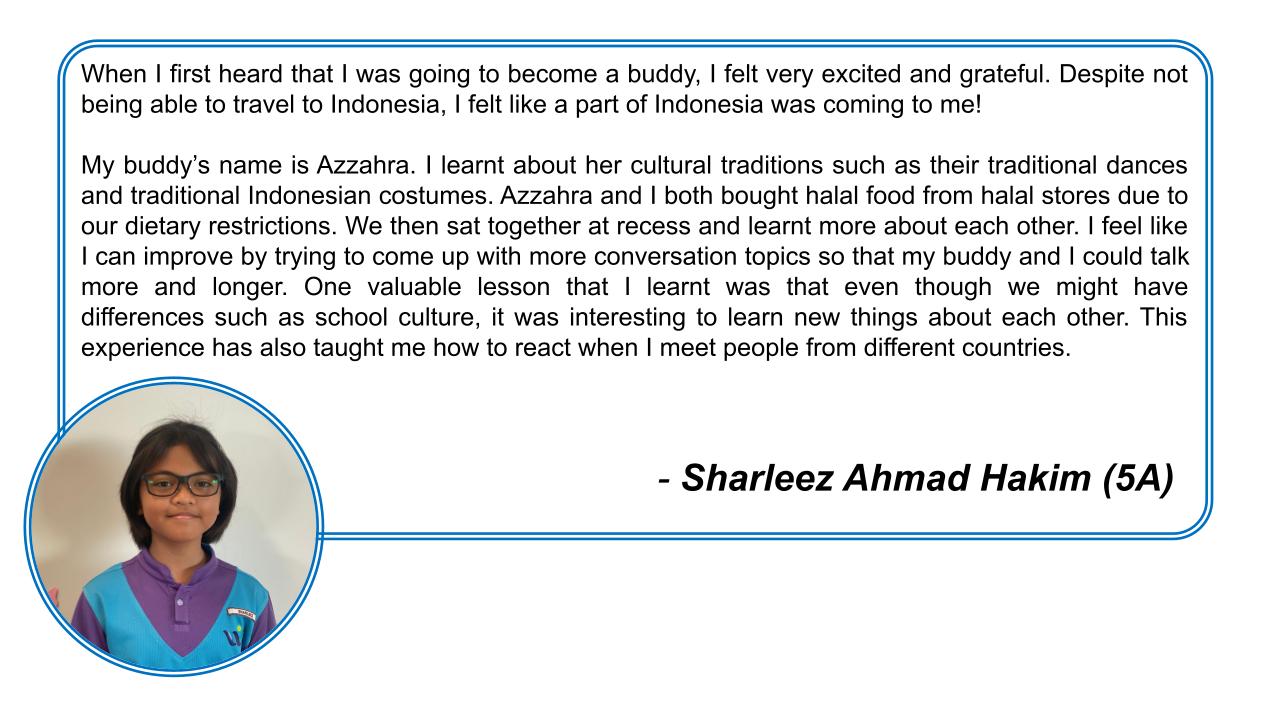 When I first heard that I was going to become a buddy, I felt very excited and grateful. Despite not
being able to travel to Indonesia, I felt like a part of Indonesia was coming to me!
My buddy’s name is Azzahra. I learnt about her cultural traditions such as their traditional dances
and traditional Indonesian costumes. Azzahra and I both bought halal food from halal stores due to
our dietary restrictions. We then sat together at recess and learnt more about each other. I feel like
I can improve by trying to come up with more conversation topics so that my buddy and I could talk
more and longer. One valuable lesson that I learnt was that even though we might have
differences such as school culture, it was interesting to learn new things about each other. This
experience has also taught me how to react when I meet people from different countries.
- Sharleez Ahmad Hakim (5A)